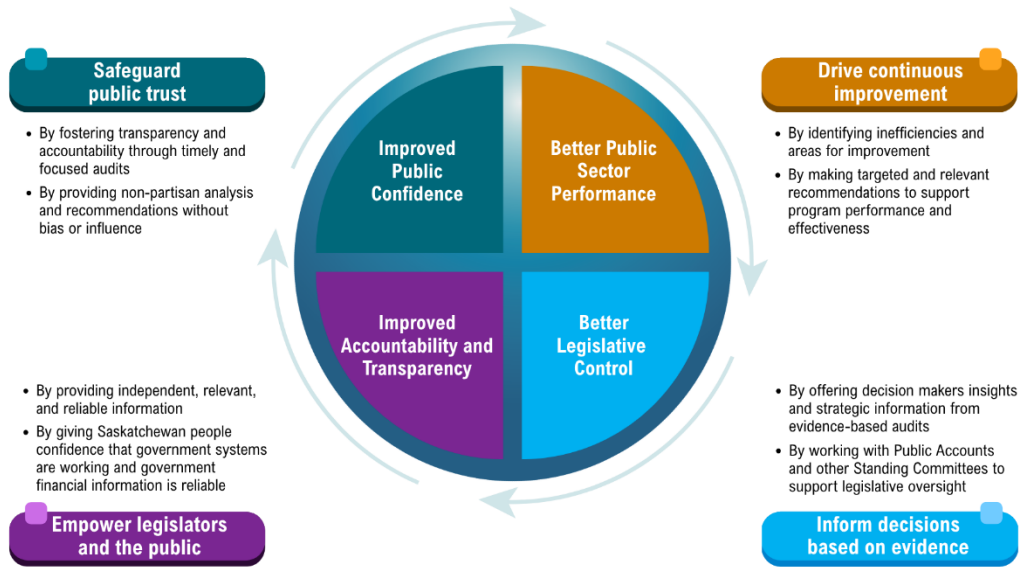 Safeguard
public trust
• By fostering transparency and
accountability through timely and
focused audits
• By providing non-partisan analysis
and recommendations without
bias or influence
Improved
Public
Confidence
Better Public
Sector
Performance
Drive continuous
improvement
• By identifying inefficiencies and
areas for improvement
• By making targeted and relevant
recommendations to support
program performance and
effectiveness
Improved
Accountability and
Transparency
Better
Legislative
Control
• By providing independent, relevant,
and reliable information
• By giving Saskatchewan people
confidence that government systems
are working and government
financial information is reliable
Empower legislators
and the public
• By offering decision makers insights
and strategic information from
evidence-based audits
• By working with Public Accounts
and other Standing Committees to
support legislative oversight
Inform decisions
based on evidence